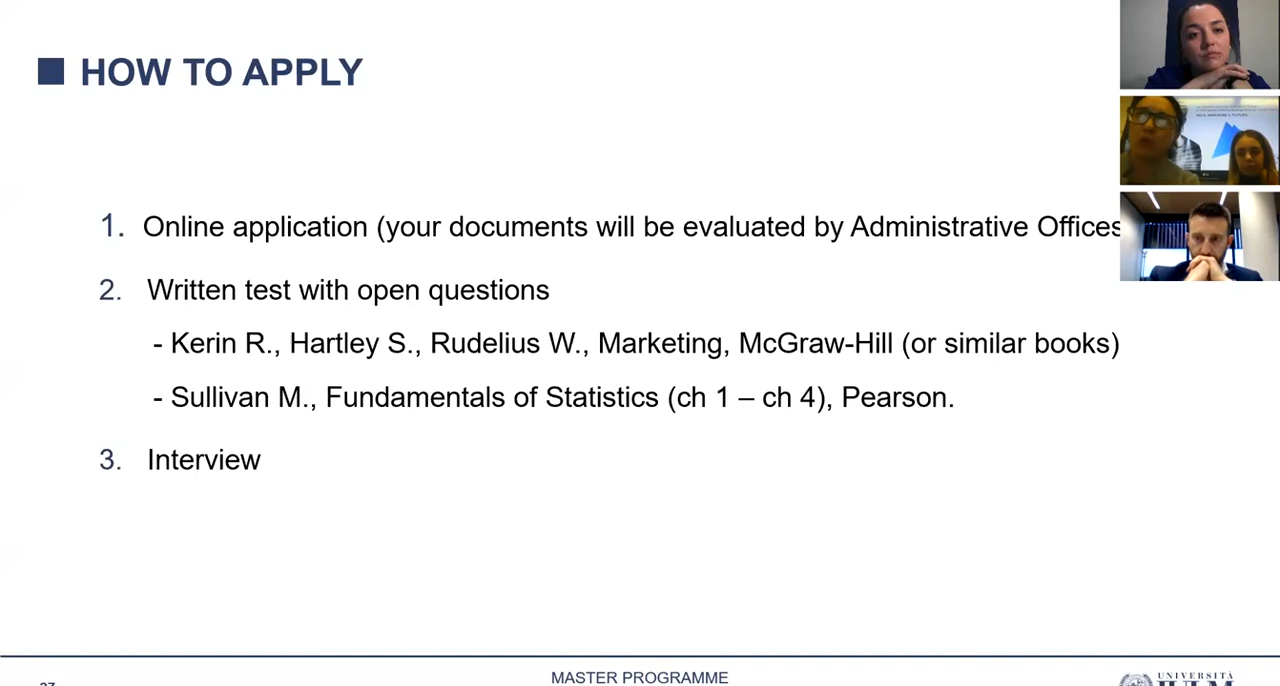 HOW TO APPLY
1. Online application (your documents will be evaluated by Administrative Offices
2. Written test with open questions
- Kerin R., Hartley S., Rudelius W., Marketing, McGraw-Hill (or similar books)
- Sullivan M., Fundamentals of Statistics (ch 1 – ch 4), Pearson.
3. Interview
MASTER PROGRAMME
UNIVERSITÀ